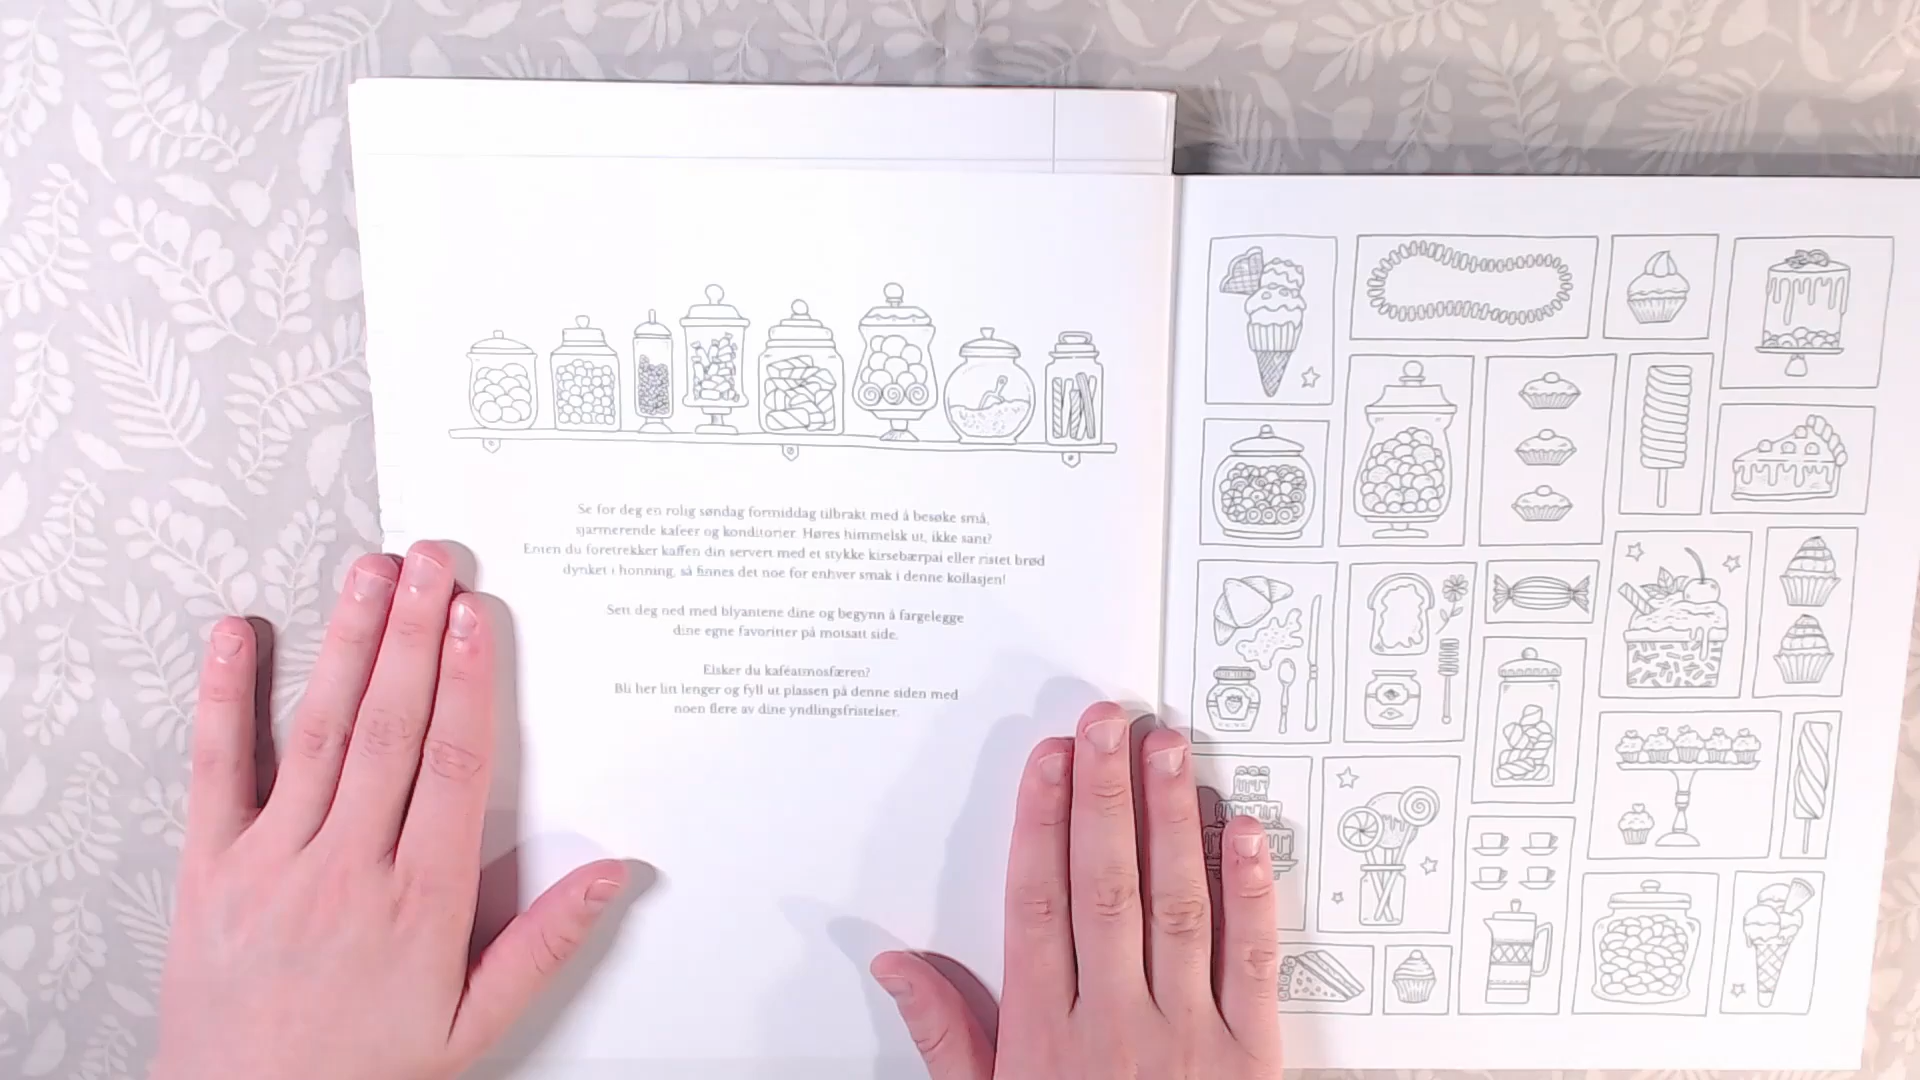 Se for deg en rolig søndag formiddag tilbrakt med å besøke små,
sjarmerende kafeer og konditorier. Høres himmelsk ut, ikke sant?
Enten du foretrekker kaffen din servert med et stykke kirsebærpai eller ristet brød
dynket i honning, så finnes det noe for enhver smak i denne kollasjen!
Sett deg ned med blyantene dine og begynn å fargelegge
dine egne favoritter på motsatt side.
Elsker du kaféatmosfæren?
Bli her litt lenger og fyll ut plassen på denne siden med
noen flere av dine yndlingsfristelser.